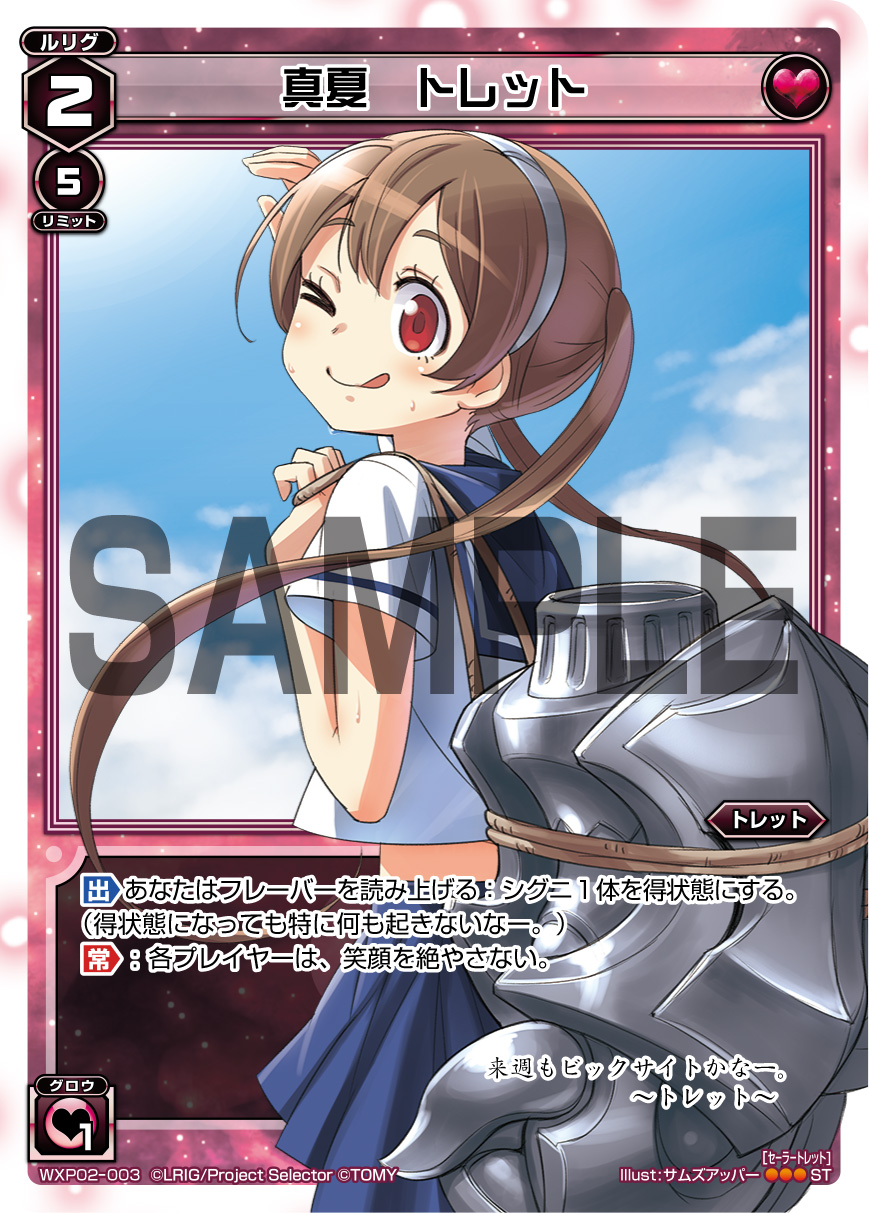 ルリグ
2
真夏 トレット
5
リミット
SAMPLE
トレット
出 あなたはフレーバーを読み上げる：シグニ1体を得状態にする。
（得状態になっても特に何も起きないなー。）
常 ：各プレイヤーは、笑顔を絶やさない。
来週もビックサイトかなー。
～トレット～
グロウ
1
[セーラートレット]
WXP02-003 ©LRIG/Project Selector ©TOMY
Illust:サムズアッパー ST